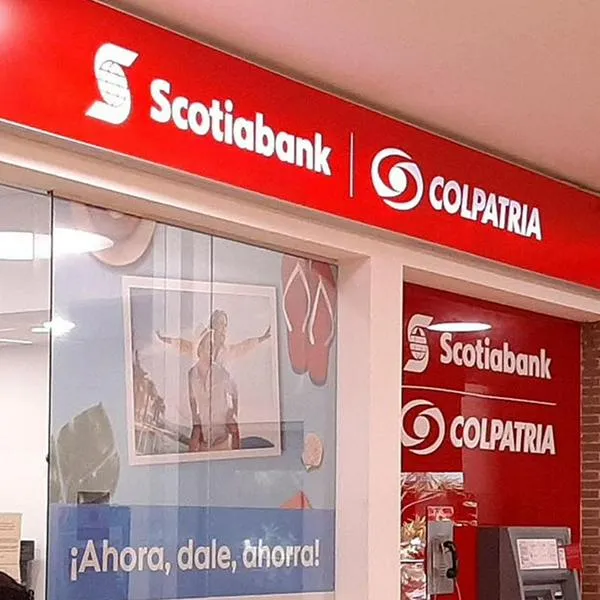 Scotiabank | COLPATRIA
Scotiabank
COLPATRIA
¡Ahora, dale, ahorra!